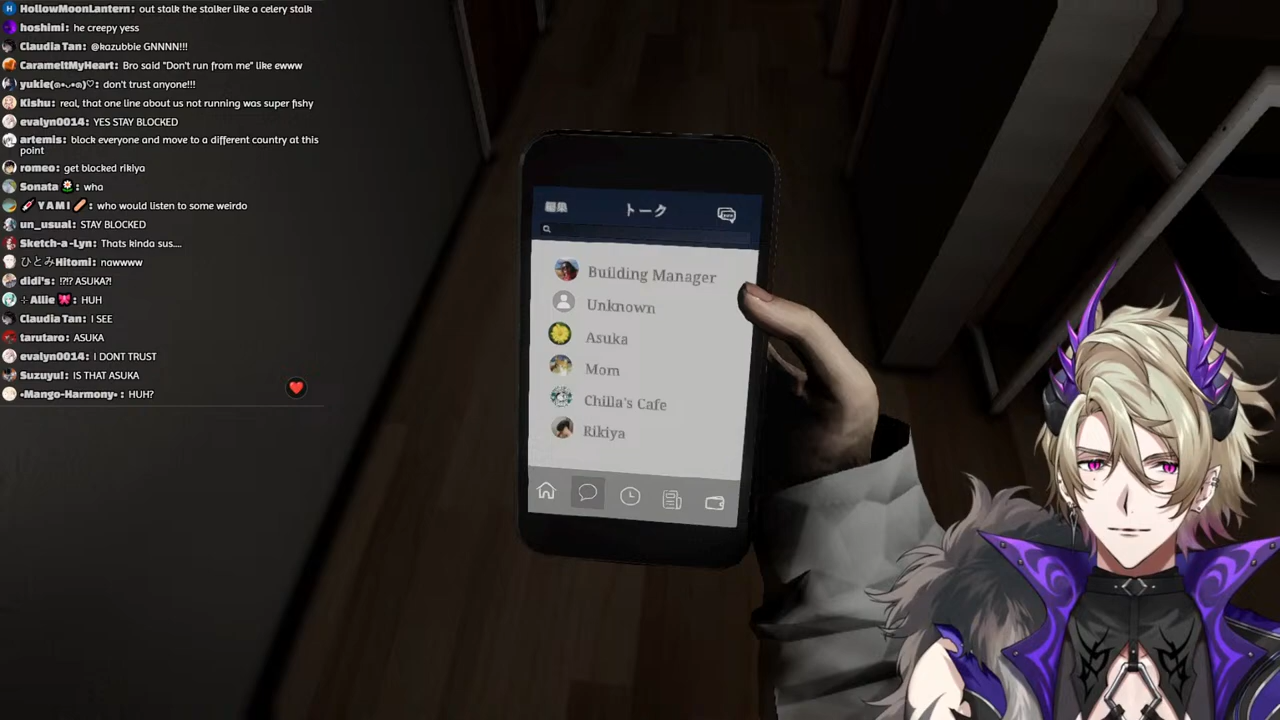 HollowMoonLantern: out stalk the stalker like a celery stalk
hoshimi: he creepy yess
Claudia Tan: @kazubbie GNNNN!!!
CarameltMyHeart: Bro said "Don't run from me" like ewww
yukie(ฅ•ᴗ•ฅ)♡: don't trust anyone!!!
Kishu: real, that one line about us not running was super fishy
evalyn0014: YES STAY BLOCKED
artemis: block everyone and move to a different country at this
point
romeo: get blocked rikiya
Sonata 🌷: wha
🍢 Y A M I 🥖: who would listen to some weirdo
un_usual: STAY BLOCKED
Sketch-a-Lyn: Thats kinda sus....
ひとみHitomi: nawwww
didi's: !?!? ASUKA?!
⊹ Allie 🎀: HUH
Claudia Tan: I SEE
tarutaro: ASUKA
evalyn0014: I DONT TRUST
Suzuyu!: IS THAT ASUKA
•Mango-Harmony•: HUH?
編集 トーク
Building Manager
Unknown
Asuka
Mom
Chilla's Cafe
Rikiya